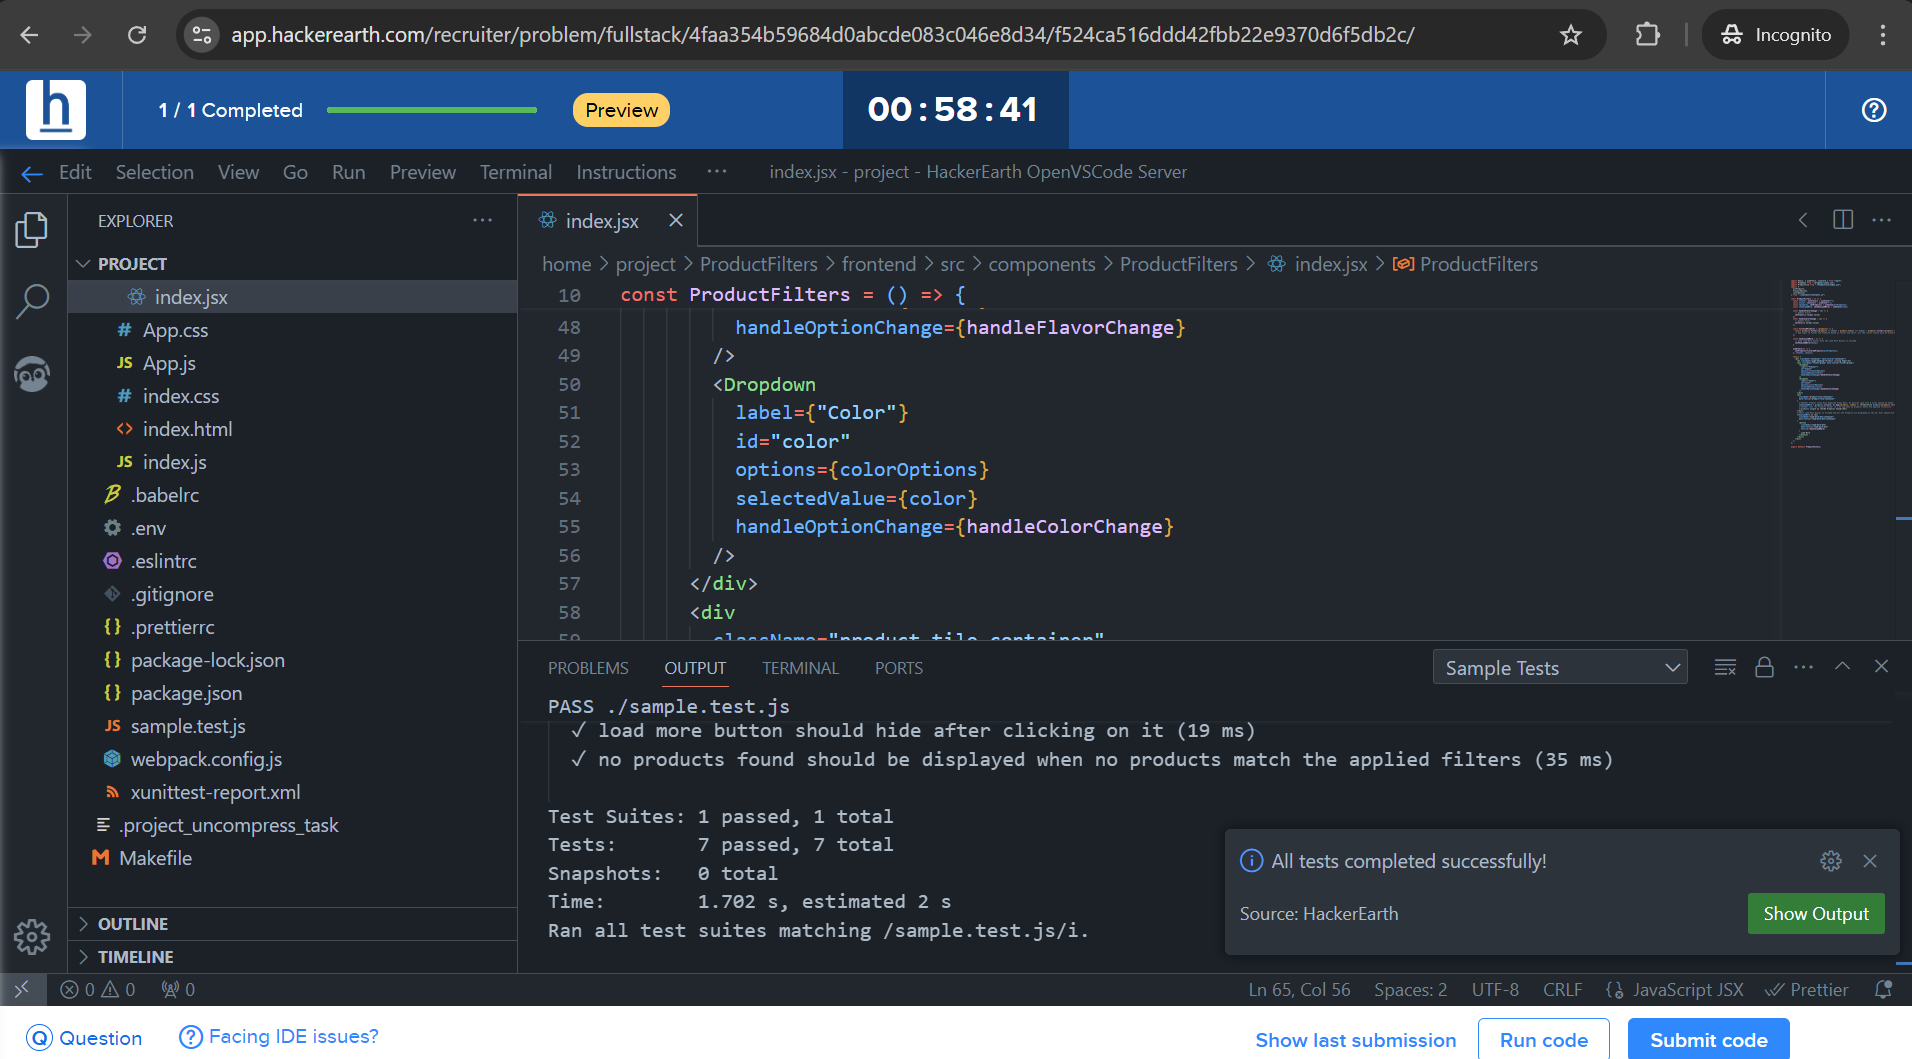 app.hackerearth.com/recruiter/problem/fullstack/4faa354b59684d0abcde083c046e8d34/f524ca516ddd42fbb22e9370d6f5db2c/
Incognito
h
1 / 1 Completed
Preview
00:58:41
Edit Selection View Go Run Preview Terminal Instructions ···
index.jsx - project - HackerEarth OpenVSCode Server
EXPLORER
PROJECT
index.jsx
App.css
App.js
index.css
index.html
index.js
.babelrc
.env
.eslintrc
.gitignore
.prettierrc
package-lock.json
package.json
sample.test.js
webpack.config.js
xunittest-report.xml
.project_uncompress_task
Makefile
OUTLINE
TIMELINE
index.jsx
home > project > ProductFilters > frontend > src > components > ProductFilters > index.jsx > ProductFilters
10 const ProductFilters = () => {
48 handleOptionChange={handleFlavorChange}
49 />
50 <Dropdown
51 label={"Color"}
52 id="color"
53 options={colorOptions}
54 selectedValue={color}
55 handleOptionChange={handleColorChange}
56 />
57 </div>
58 <div
59 className="product-tile-container"
PROBLEMS OUTPUT TERMINAL PORTS
Sample Tests
PASS ./sample.test.js
✓ load more button should hide after clicking on it (19 ms)
✓ no products found should be displayed when no products match the applied filters (35 ms)
Test Suites: 1 passed, 1 total
Tests: 7 passed, 7 total
Snapshots: 0 total
Time: 1.702 s, estimated 2 s
Ran all test suites matching /sample.test.js/i.
All tests completed successfully!
Source: HackerEarth
Show Output
0 0 0
Ln 65, Col 56 Spaces: 2 UTF-8 CRLF JavaScript JSX Prettier
Question
Facing IDE issues?
Show last submission
Run code
Submit code